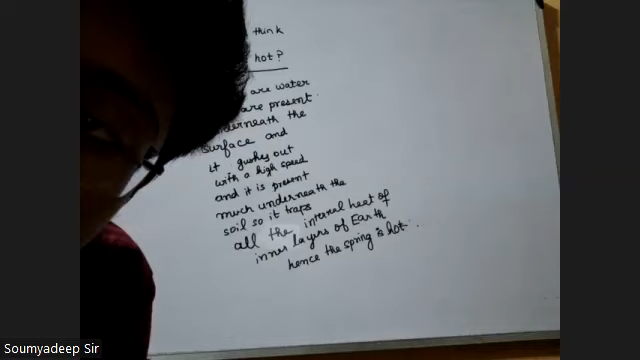 think
hot?
are water
are present.
underneath the
surface and
it gushes out
with a high speed
and it is present
much underneath the
soil so it traps
all the internal heat of
inner layers of Earth
hence the spring is hot.
Soumyadeep Sir